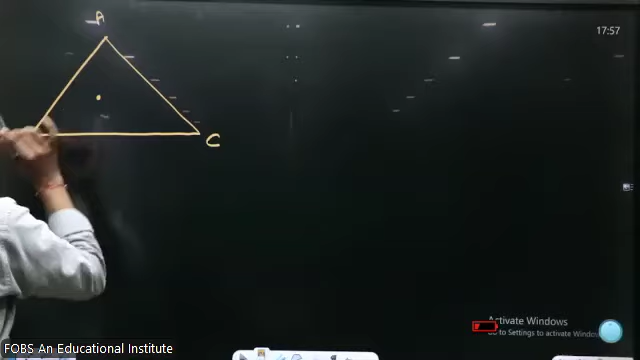 A
17:57
C
Activate Windows
Go to Settings to activate Windows
FOBS An Educational Institute